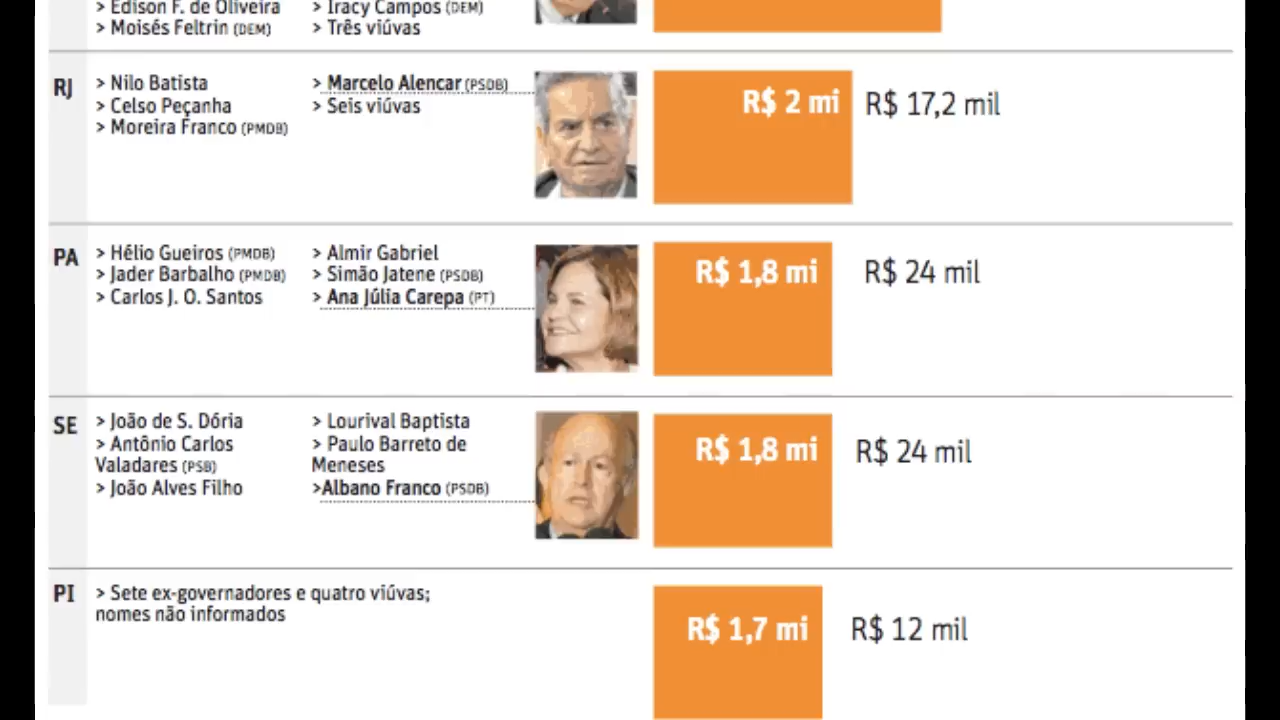 > Edison F. de Oliveira
> Moisés Feltrin (DEM)
> Iracy Campos (DEM)
> Três viúvas
RJ
> Nilo Batista
> Celso Peçanha
> Moreira Franco (PMDB)
> Marcelo Alencar (PSDB)
> Seis viúvas
R$ 2 mi
R$ 17,2 mil
PA
> Hélio Gueiros (PMDB)
> Jader Barbalho (PMDB)
> Carlos J. O. Santos
> Almir Gabriel
> Simão Jatene (PSDB)
> Ana Júlia Carepa (PT)
R$ 1,8 mi
R$ 24 mil
SE
> João de S. Dória
> Antônio Carlos
Valadares (PSB)
> João Alves Filho
> Lourival Baptista
> Paulo Barreto de
Meneses
>Albano Franco (PSDB)
R$ 1,8 mi
R$ 24 mil
PI
> Sete ex-governadores e quatro viúvas;
nomes não informados
R$ 1,7 mi
R$ 12 mil